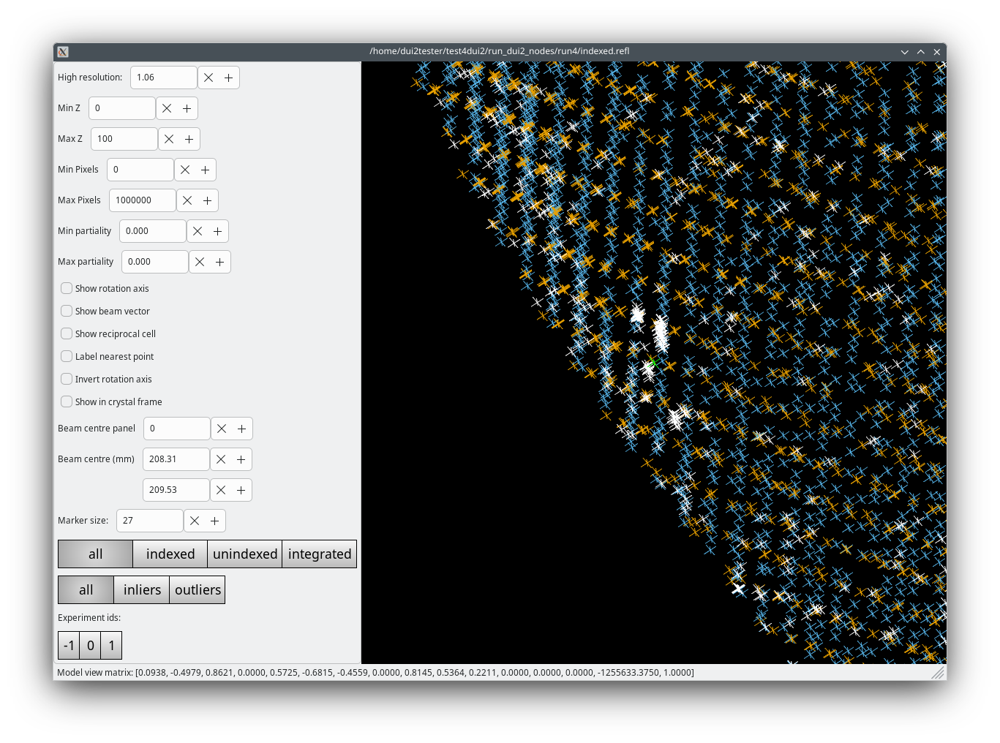 /home/dui2tester/test4dui2/run_dui2_nodes/run4/indexed.refl
High resolution: 1.06
Min Z 0
Max Z 100
Min Pixels 0
Max Pixels 1000000
Min partiality 0.000
Max partiality 0.000
Show rotation axis
Show beam vector
Show reciprocal cell
Label nearest point
Invert rotation axis
Show in crystal frame
Beam centre panel 0
Beam centre (mm) 208.31
209.53
Marker size: 27
all indexed unindexed integrated
all inliers outliers
Experiment ids:
-1 0 1
Model view matrix: [0.0938, -0.4979, 0.8621, 0.0000, 0.5725, -0.6815, -0.4559, 0.0000, 0.8145, 0.5364, 0.2211, 0.0000, 0.0000, 0.0000, -1255633.3750, 1.0000]